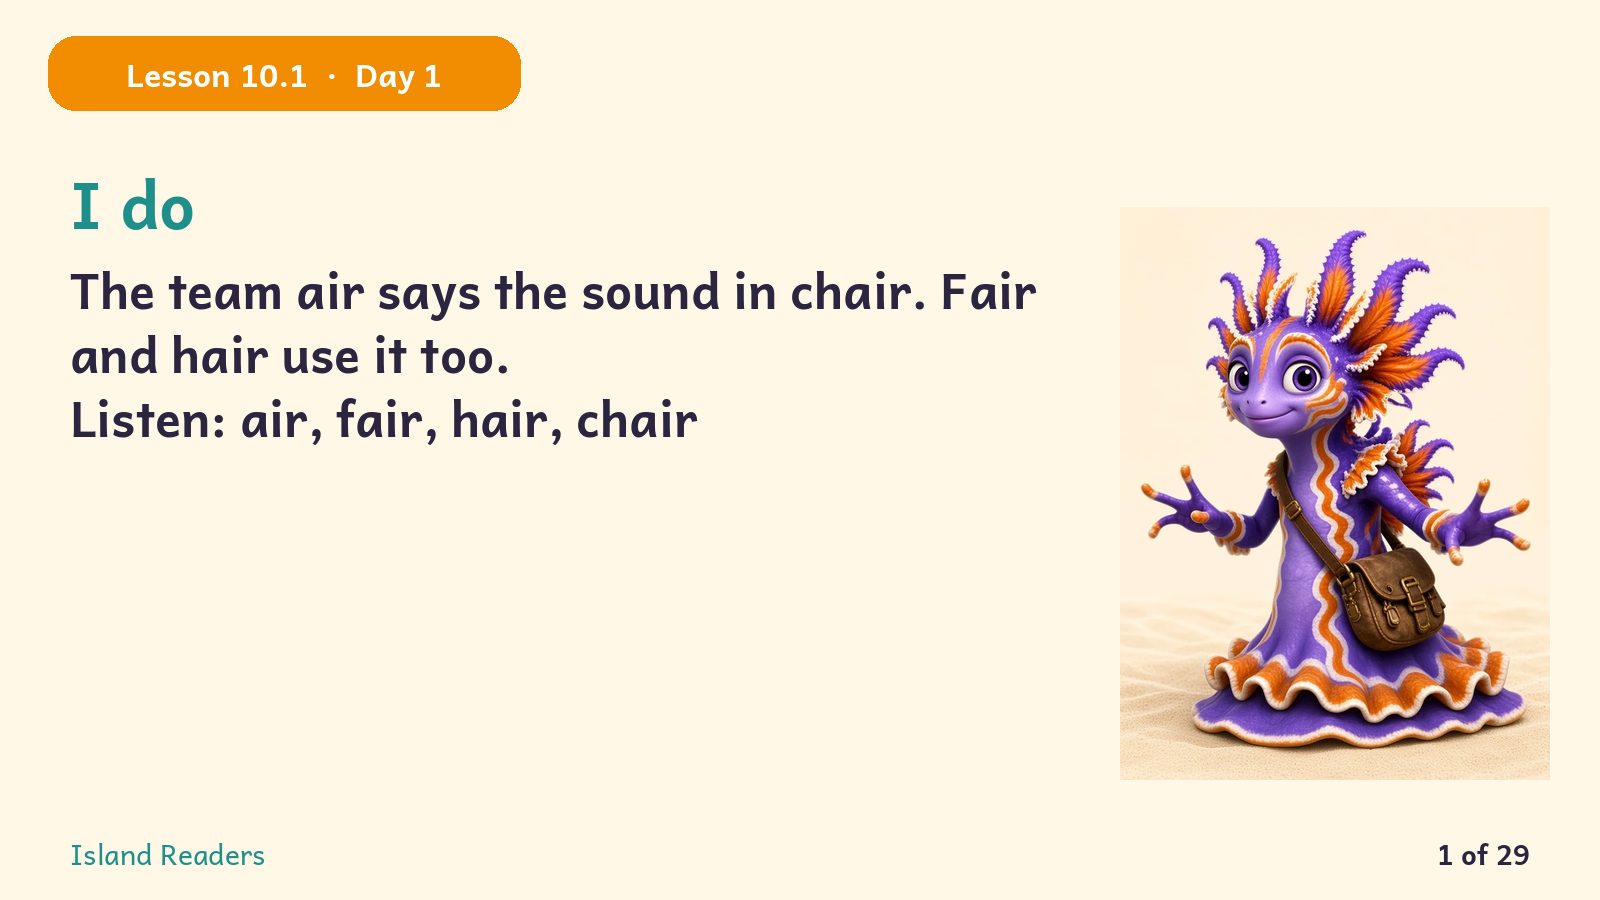 Lesson 10.1 · Day 1
I do
The team air says the sound in chair. Fair
and hair use it too.
Listen: air, fair, hair, chair
Island Readers
1 of 29